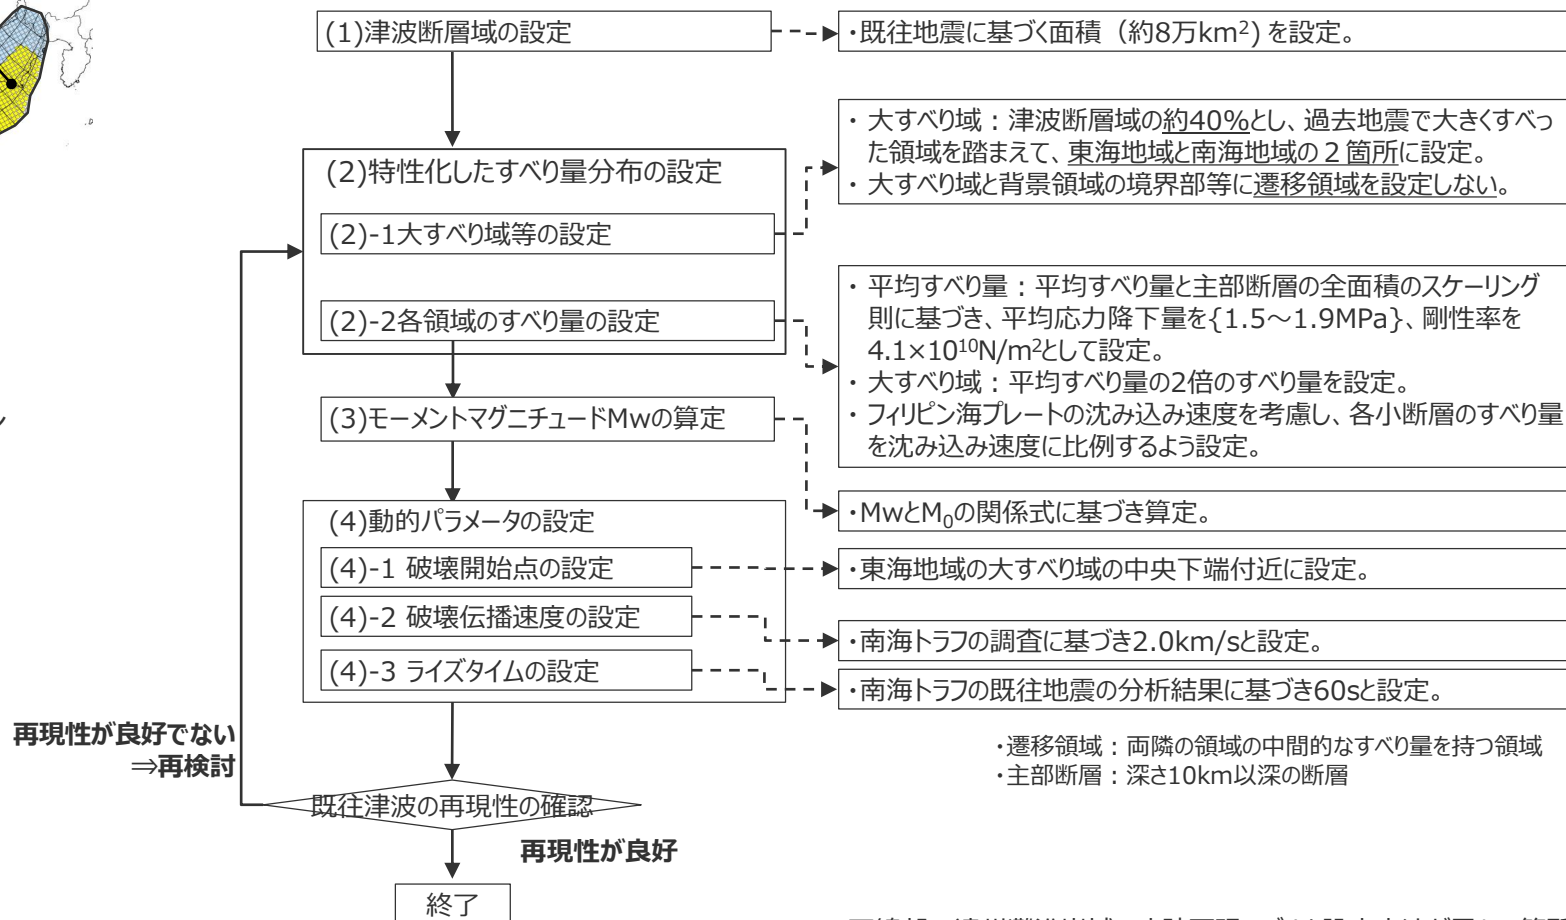 (1)津波断層域の設定
・既往地震に基づく面積（約8万km²) を設定。
(2)特性化したすべり量分布の設定
(2)-1大すべり域等の設定
・大すべり域：津波断層域の約40%とし、過去地震で大きくすべっ
た領域を踏まえて、東海地域と南海地域の２箇所に設定。
・大すべり域と背景領域の境界部等に遷移領域を設定しない。
(2)-2各領域のすべり量の設定
・平均すべり量：平均すべり量と主部断層の全面積のスケーリング
則に基づき、平均応力降下量を{1.5～1.9MPa}、剛性率を
4.1×10¹⁰N/m²として設定。
・大すべり域：平均すべり量の2倍のすべり量を設定。
・フィリピン海プレートの沈み込み速度を考慮し、各小断層のすべり量
を沈み込み速度に比例するよう設定。
(3)モーメントマグニチュードMwの算定
・MwとM₀の関係式に基づき算定。
(4)動的パラメータの設定
(4)-1 破壊開始点の設定
・東海地域の大すべり域の中央下端付近に設定。
(4)-2 破壊伝播速度の設定
・南海トラフの調査に基づき2.0km/sと設定。
(4)-3 ライズタイムの設定
・南海トラフの既往地震の分析結果に基づき60sと設定。
・遷移領域：両隣の領域の中間的なすべり量を持つ領域
・主部断層：深さ10km以深の断層
再現性が良好でない
⇒再検討
既往津波の再現性の確認
再現性が良好
終了